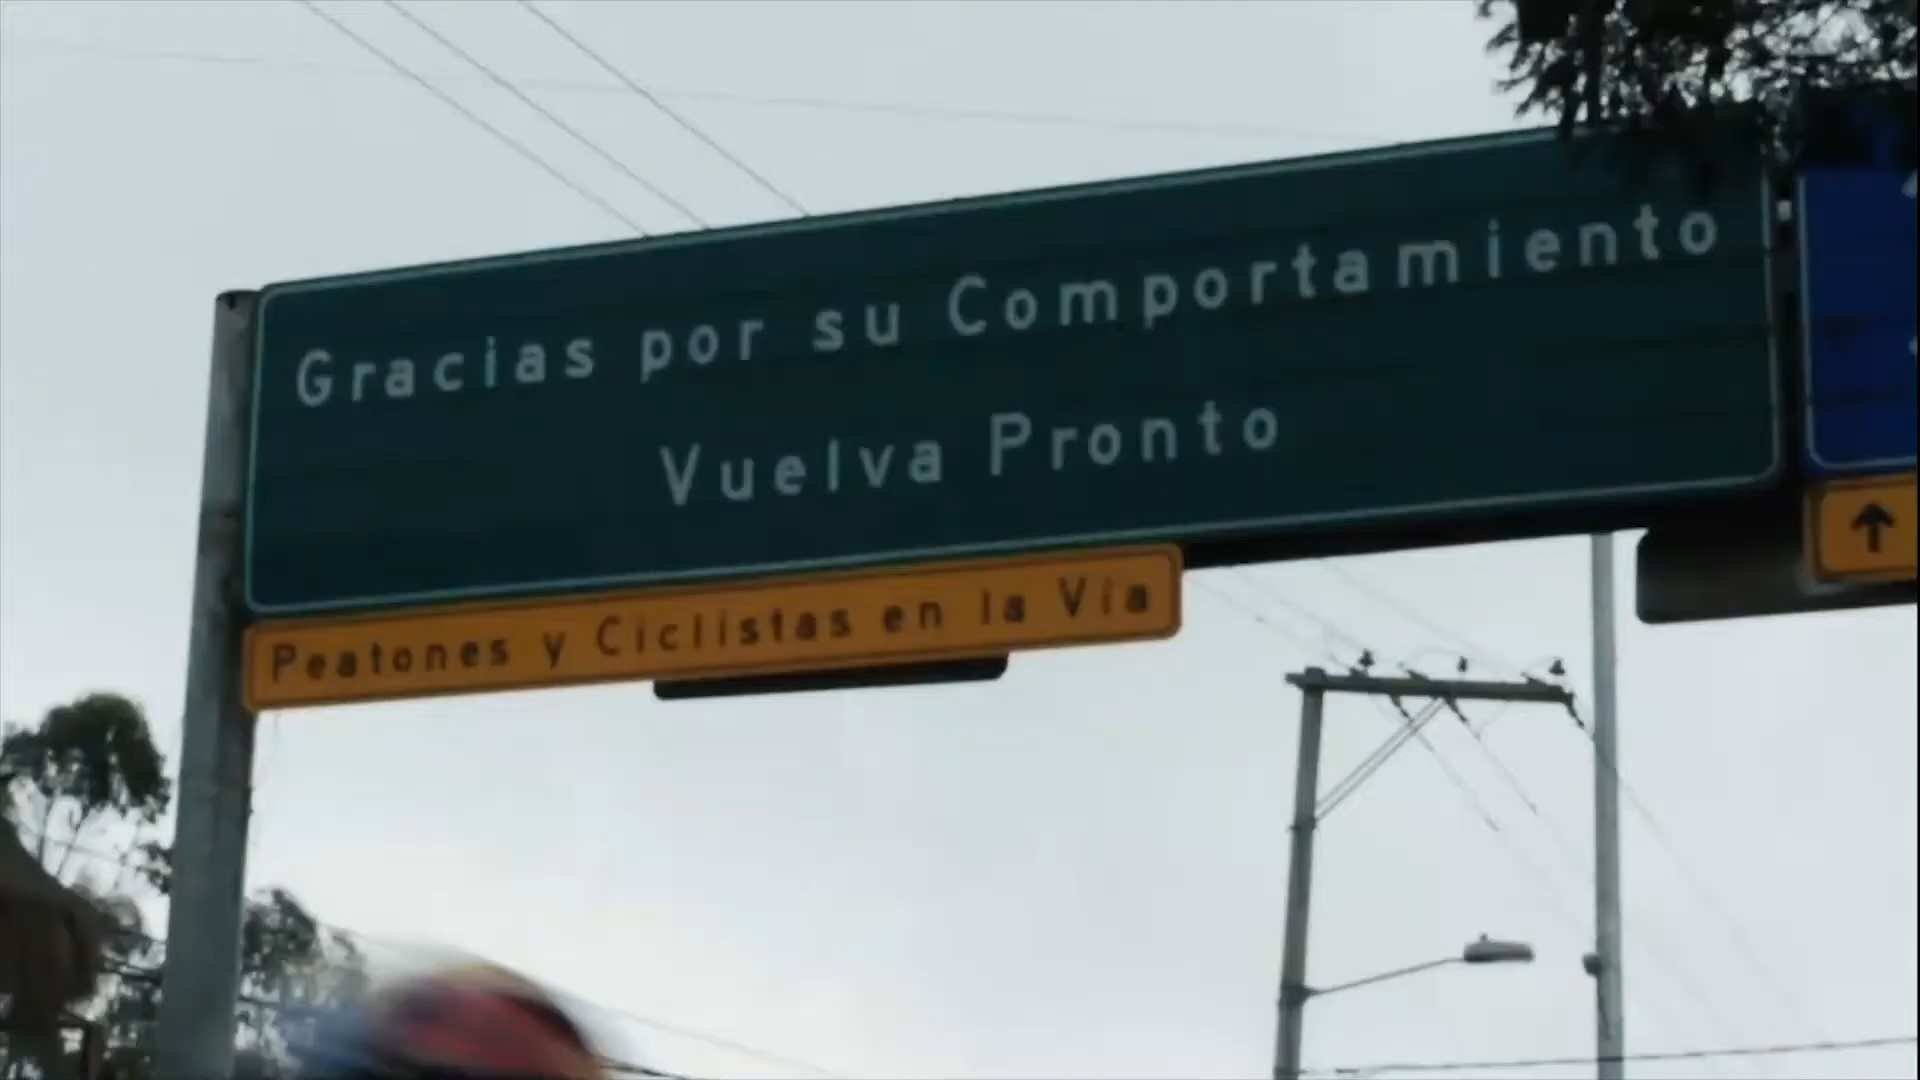 Gracias por su Comportamiento
Vuelva Pronto
Peatones y Ciclistas en la Vía